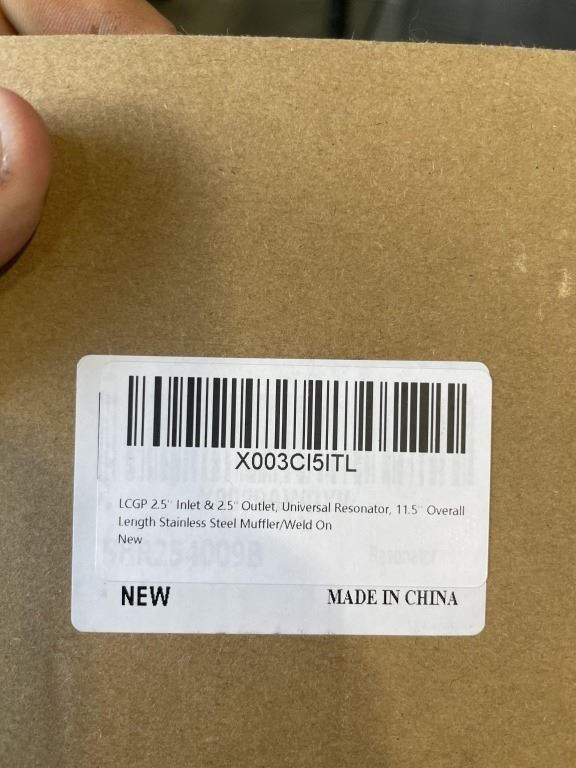 X003CI5ITL
LCGP 2.5" Inlet & 2.5" Outlet, Universal Resonator, 11.5" Overall
Length Stainless Steel Muffler/Weld On
New
Resonator
NEW MADE IN CHINA